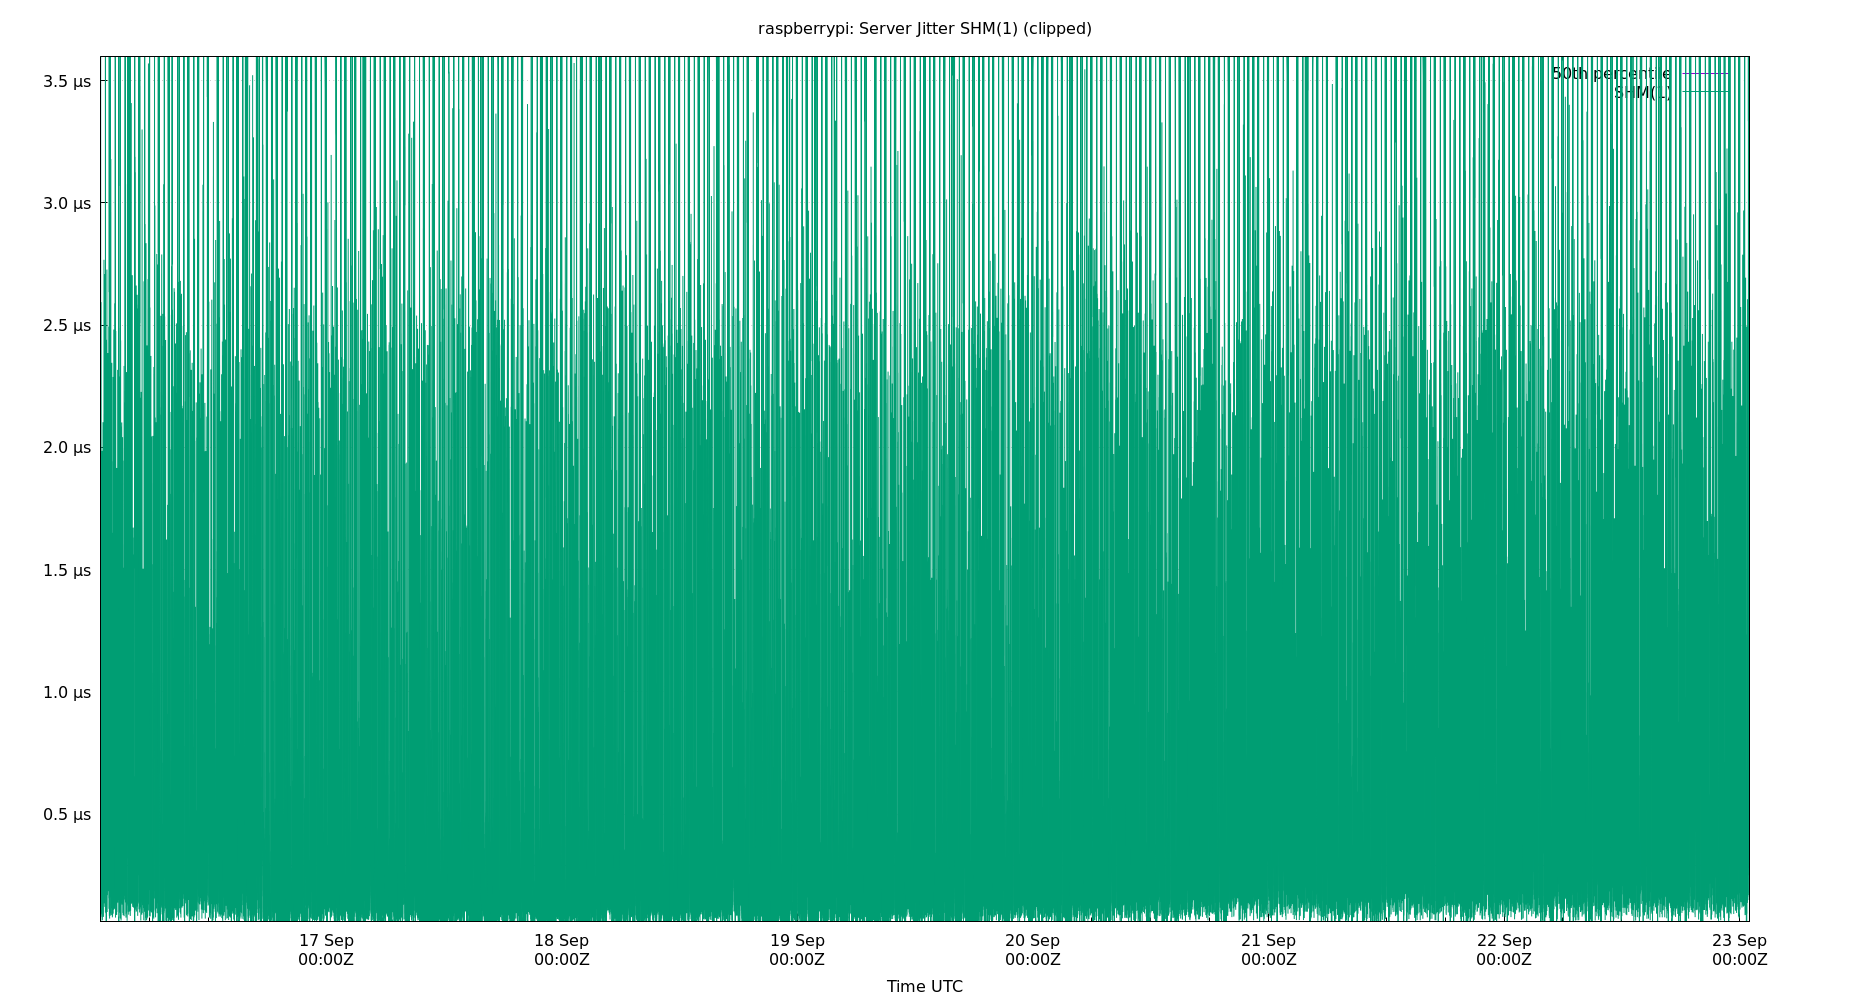 raspberrypi: Server Jitter SHM(1) (clipped)
3.5 µs
3.0 µs
2.5 µs
2.0 µs
1.5 µs
1.0 µs
0.5 µs
50th percentile
SHM(1)
17 Sep
00:00Z
18 Sep
00:00Z
19 Sep
00:00Z
20 Sep
00:00Z
21 Sep
00:00Z
22 Sep
00:00Z
23 Sep
00:00Z
Time UTC